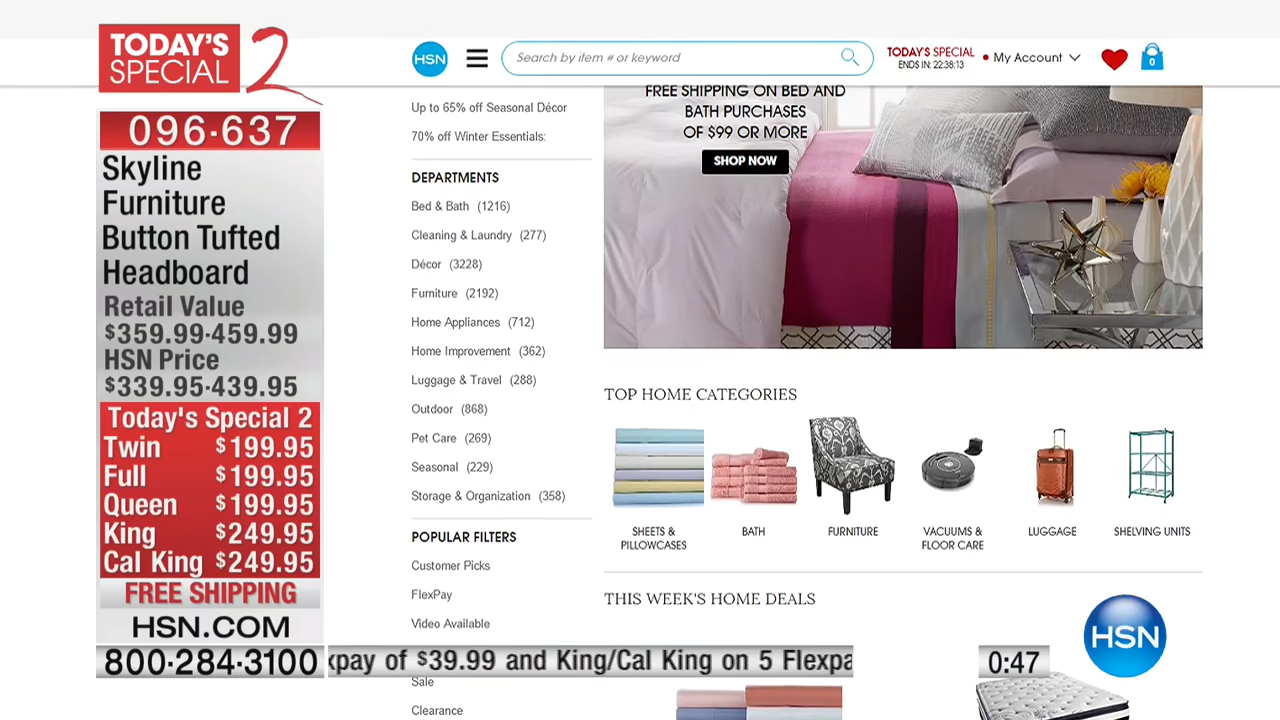 TODAY'S
SPECIAL 2
096-637
Skyline
Furniture
Button Tufted
Headboard
Retail Value
$359.99-459.99
HSN Price
$339.95-439.95
Today's Special 2
Twin $199.95
Full $199.95
Queen $199.95
King $249.95
Cal King $249.95
FREE SHIPPING
HSN.COM
800-284-3100
kpay of $39.99 and King/Cal King on 5 Flexpa
0:47
HSN
HSN
Search by item # or keyword
TODAY'S SPECIAL
ENDS IN: 22:38:13
My Account
0
Up to 65% off Seasonal Décor
70% off Winter Essentials:
DEPARTMENTS
Bed & Bath (1216)
Cleaning & Laundry (277)
Décor (3228)
Furniture (2192)
Home Appliances (712)
Home Improvement (362)
Luggage & Travel (288)
Outdoor (868)
Pet Care (269)
Seasonal (229)
Storage & Organization (358)
POPULAR FILTERS
Customer Picks
FlexPay
Video Available
Sale
Clearance
FREE SHIPPING ON BED AND
BATH PURCHASES
OF $99 OR MORE
SHOP NOW
TOP HOME CATEGORIES
SHEETS &
PILLOWCASES
BATH
FURNITURE
VACUUMS &
FLOOR CARE
LUGGAGE
SHELVING UNITS
THIS WEEK'S HOME DEALS